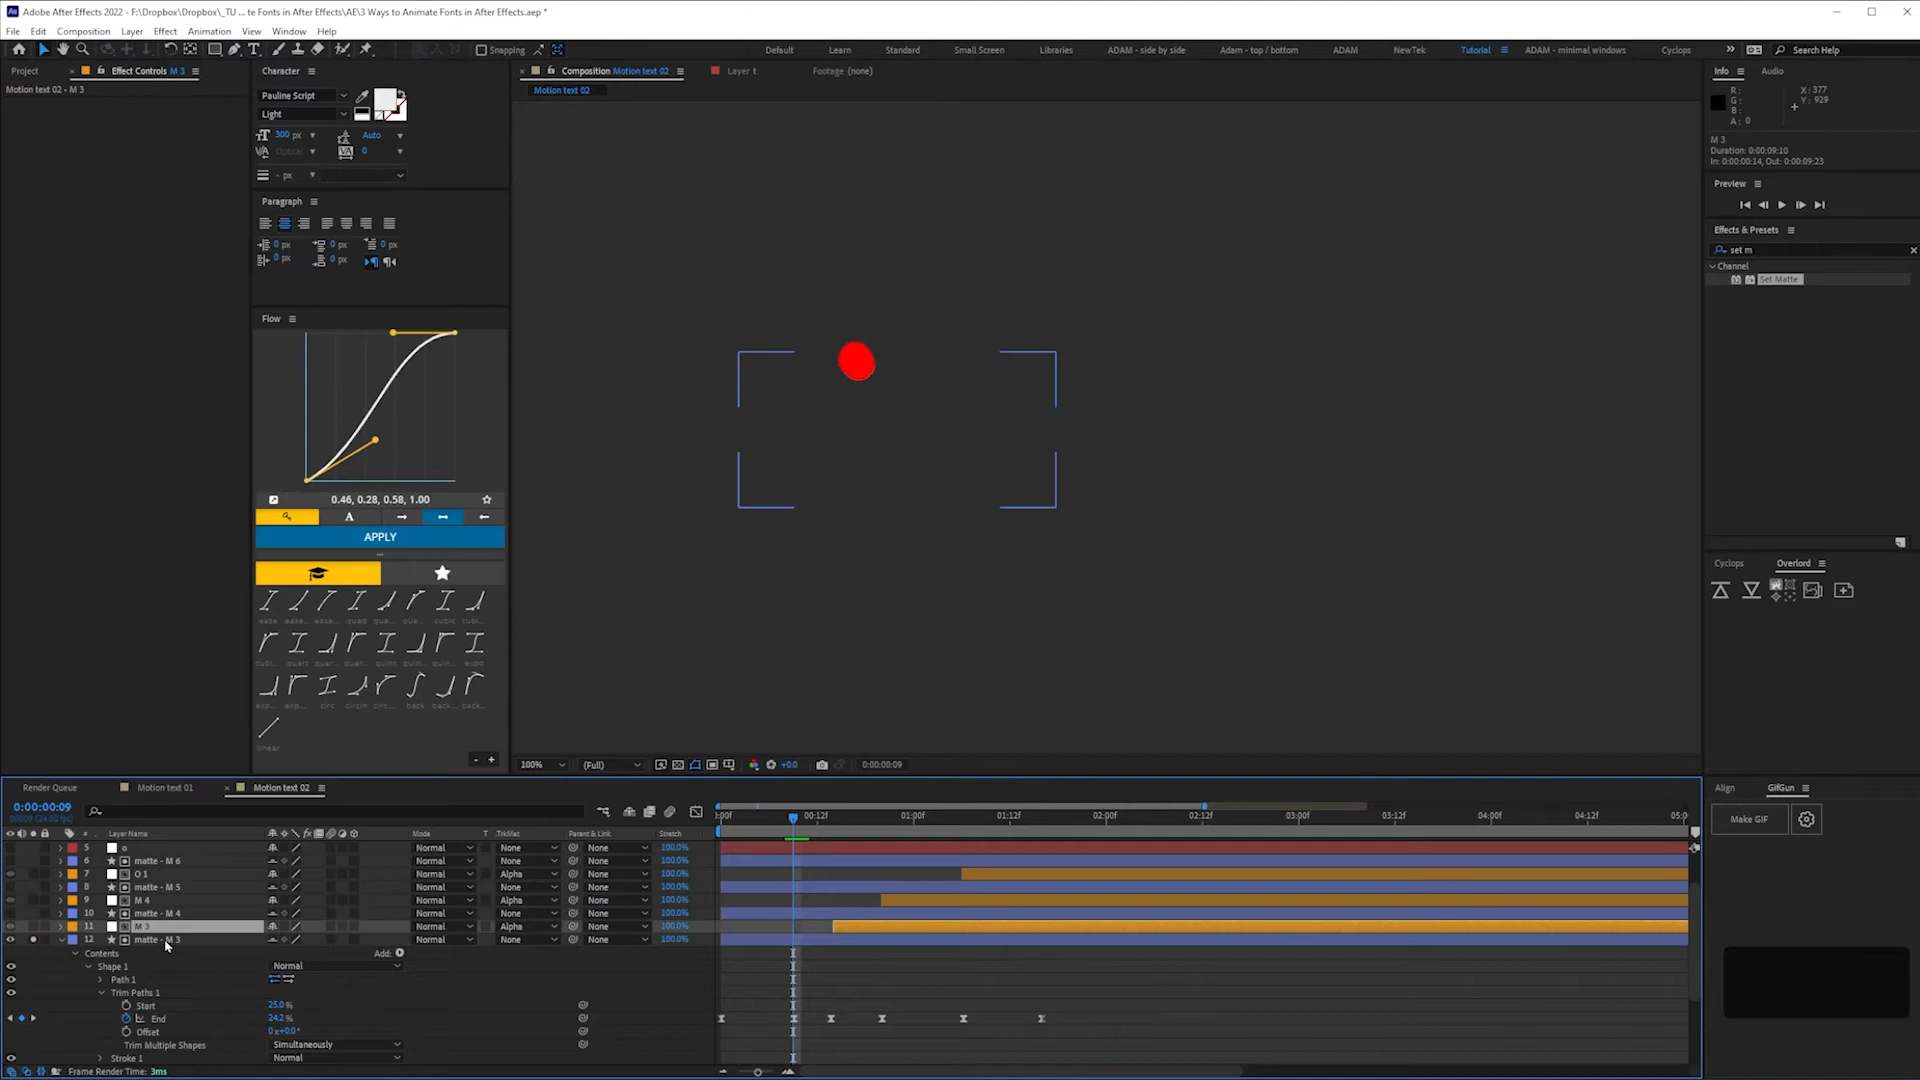 Adobe After Effects 2022 - F:\Dropbox\Dropbox\_TU ... te Fonts in After Effects\AE\3 Ways to Animate Fonts in After Effects.aep *
File Edit Composition Layer Effect Animation View Window Help
Snapping
Default Learn Standard Small Screen Libraries ADAM - side by side Adam - top / bottom ADAM NewTek Tutorial ADAM - minimal windows Cyclops Search Help
Project Effect Controls M 3
Motion text 02 - M 3
Character
Pauline Script
Light
300 px Auto
Optical 0
- px
Paragraph
0 px 0 px 0 px
0 px 0 px
Flow
0.46, 0.28, 0.58, 1.00
A
APPLY
ease ease... ease... quad qua... qua... cubic cubi...
cubi... quart quar... quar... quint quin... quin... expo
exp... exp... circ circin circ... back back... back...
linear
- +
Composition Motion text 02 Layer t Footage (none)
Motion text 02
100% (Full) +0.0 0:00:00:09
Info Audio
R: X: 377
G: Y: 929
B:
A: 0
M 3
Duration: 0:00:09:10
In: 0:00:00:14, Out: 0:00:09:23
Preview
Effects & Presets
set m
Channel
Set Matte
Cyclops Overlord
Align GifGun
Make GIF
Render Queue Motion text 01 Motion text 02
0:00:00:09
00009 (24.00 fps)
# Layer Name Mode T .TrkMat Parent & Link Stretch
:00f 00:12f 01:00f 01:12f 02:00f 02:12f 03:00f 03:12f 04:00f 04:12f 05:0
5 o Normal None None 100.0%
6 matte - M 6 Normal None None 100.0%
7 O 1 Normal Alpha None 100.0%
8 matte - M 5 Normal None None 100.0%
9 M 4 Normal Alpha None 100.0%
10 matte - M 4 Normal None None 100.0%
11 M 3 Normal Alpha None 100.0%
12 matte - M 3 Normal None None 100.0%
Contents Add:
Shape 1 Normal
Path 1
Trim Paths 1
Start 25.0 %
End 24.2 %
Offset 0 x+0.0°
Trim Multiple Shapes Simultaneously
Stroke 1 Normal
Frame Render Time: 3ms